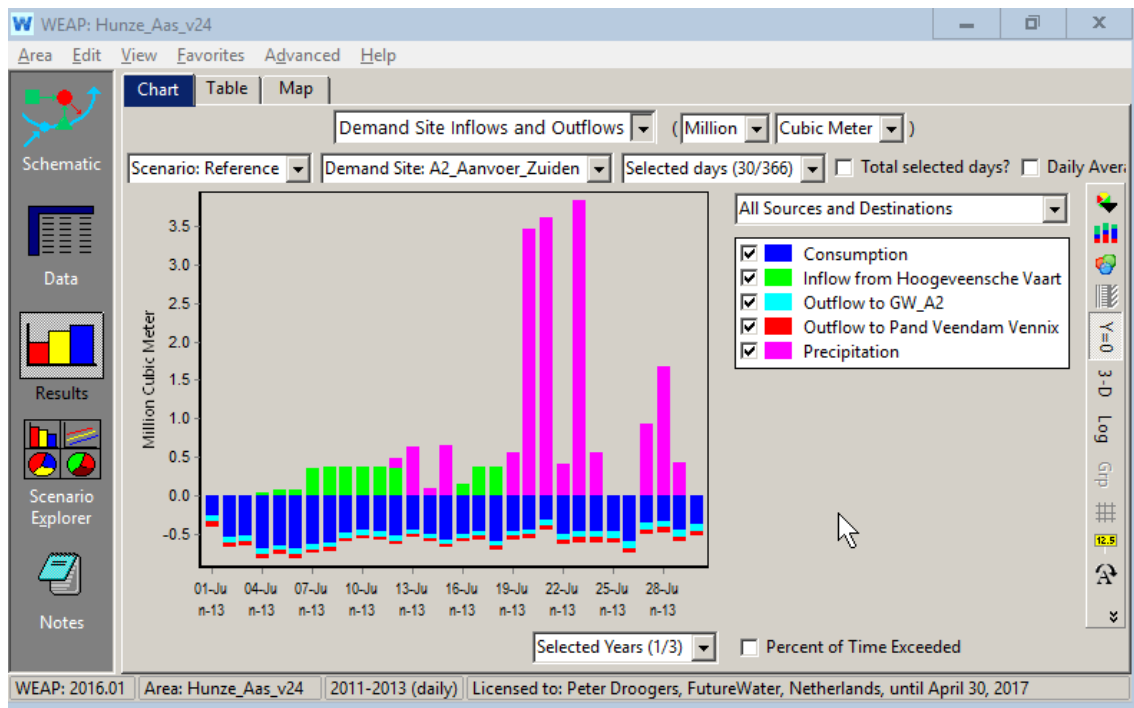 WEAP: Hunze_Aas_v24
Area Edit View Favorites Advanced Help
Chart Table Map
Demand Site Inflows and Outflows ( Million Cubic Meter )
Schematic
Scenario: Reference Demand Site: A2_Aanvoer_Zuiden Selected days (30/366) Total selected days? Daily Aver
All Sources and Destinations
Consumption
Inflow from Hoogeveensche Vaart
Outflow to GW_A2
Outflow to Pand Veendam Vennix
Precipitation
Data
Results
Scenario
Explorer
Notes
Million Cubic Meter
3.5
3.0
2.5
2.0
1.5
1.0
0.5
0.0
-0.5
01-Ju 04-Ju 07-Ju 10-Ju 13-Ju 16-Ju 19-Ju 22-Ju 25-Ju 28-Ju
n-13 n-13 n-13 n-13 n-13 n-13 n-13 n-13 n-13 n-13
Y=0
3-D
Log
Grp
12.5
A
Selected Years (1/3) Percent of Time Exceeded
WEAP: 2016.01 Area: Hunze_Aas_v24 2011-2013 (daily) Licensed to: Peter Droogers, FutureWater, Netherlands, until April 30, 2017